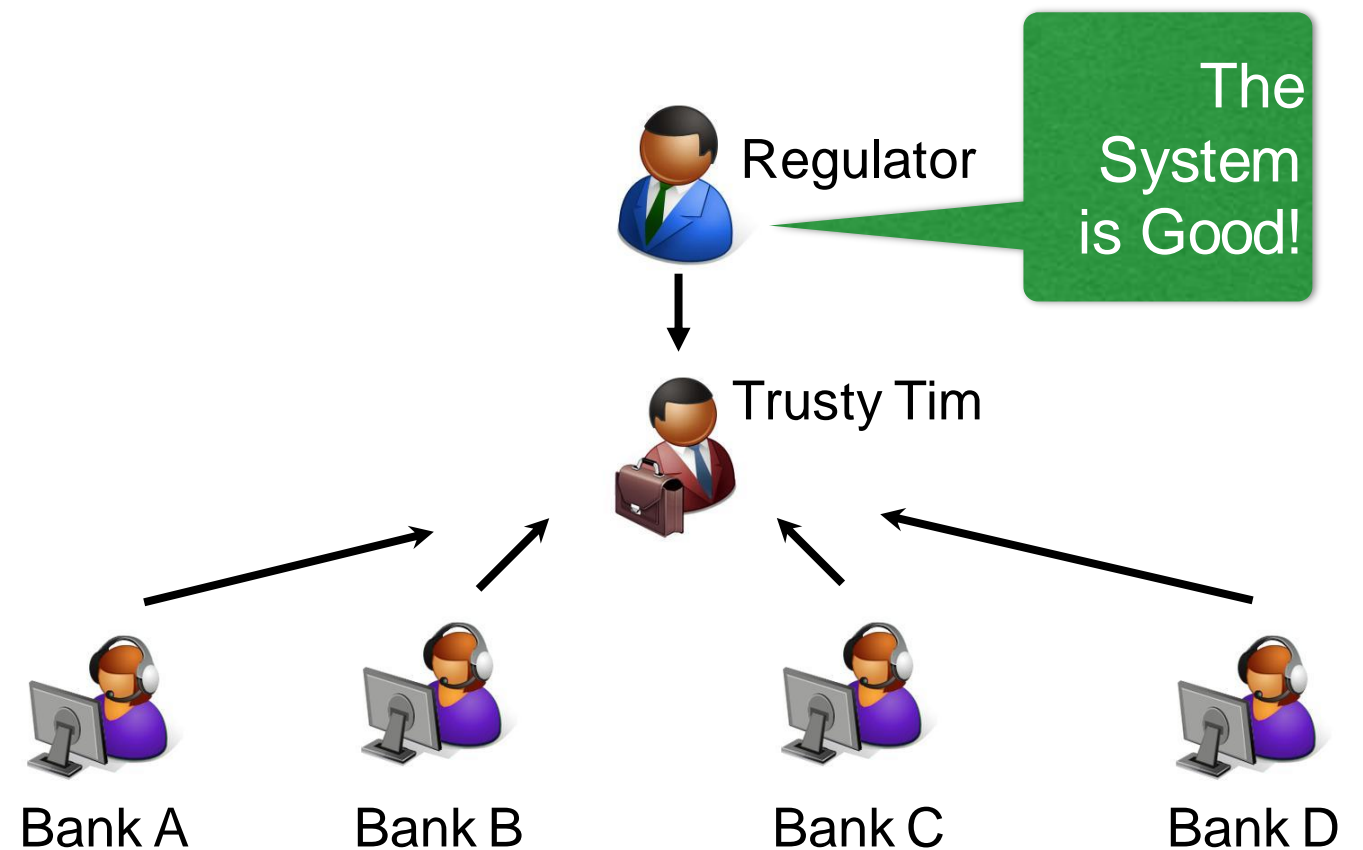 The
System
is Good!
Regulator
Trusty Tim
Bank A
Bank B
Bank C
Bank D